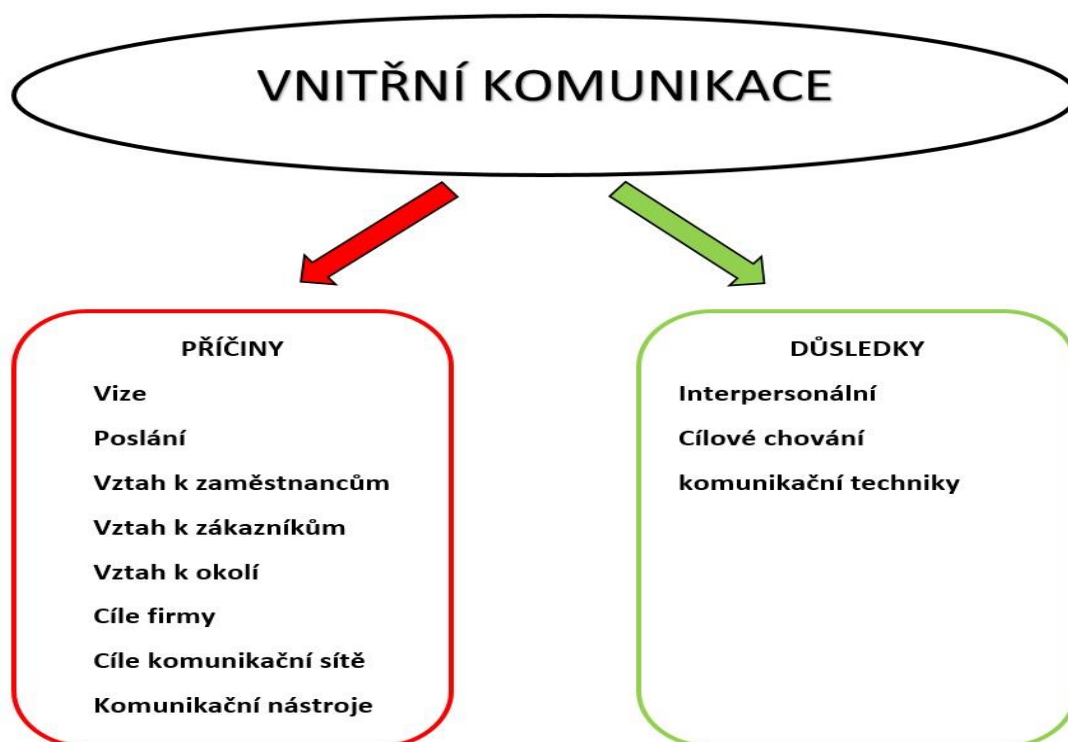 VNITŘNÍ KOMUNIKACE
PŘÍČINY
Vize
Poslání
Vztah k zaměstnancům
Vztah k zákazníkům
Vztah k okolí
Cíle firmy
Cíle komunikační sítě
Komunikační nástroje
DŮSLEDKY
Interpersonální
Cílové chování
komunikační techniky